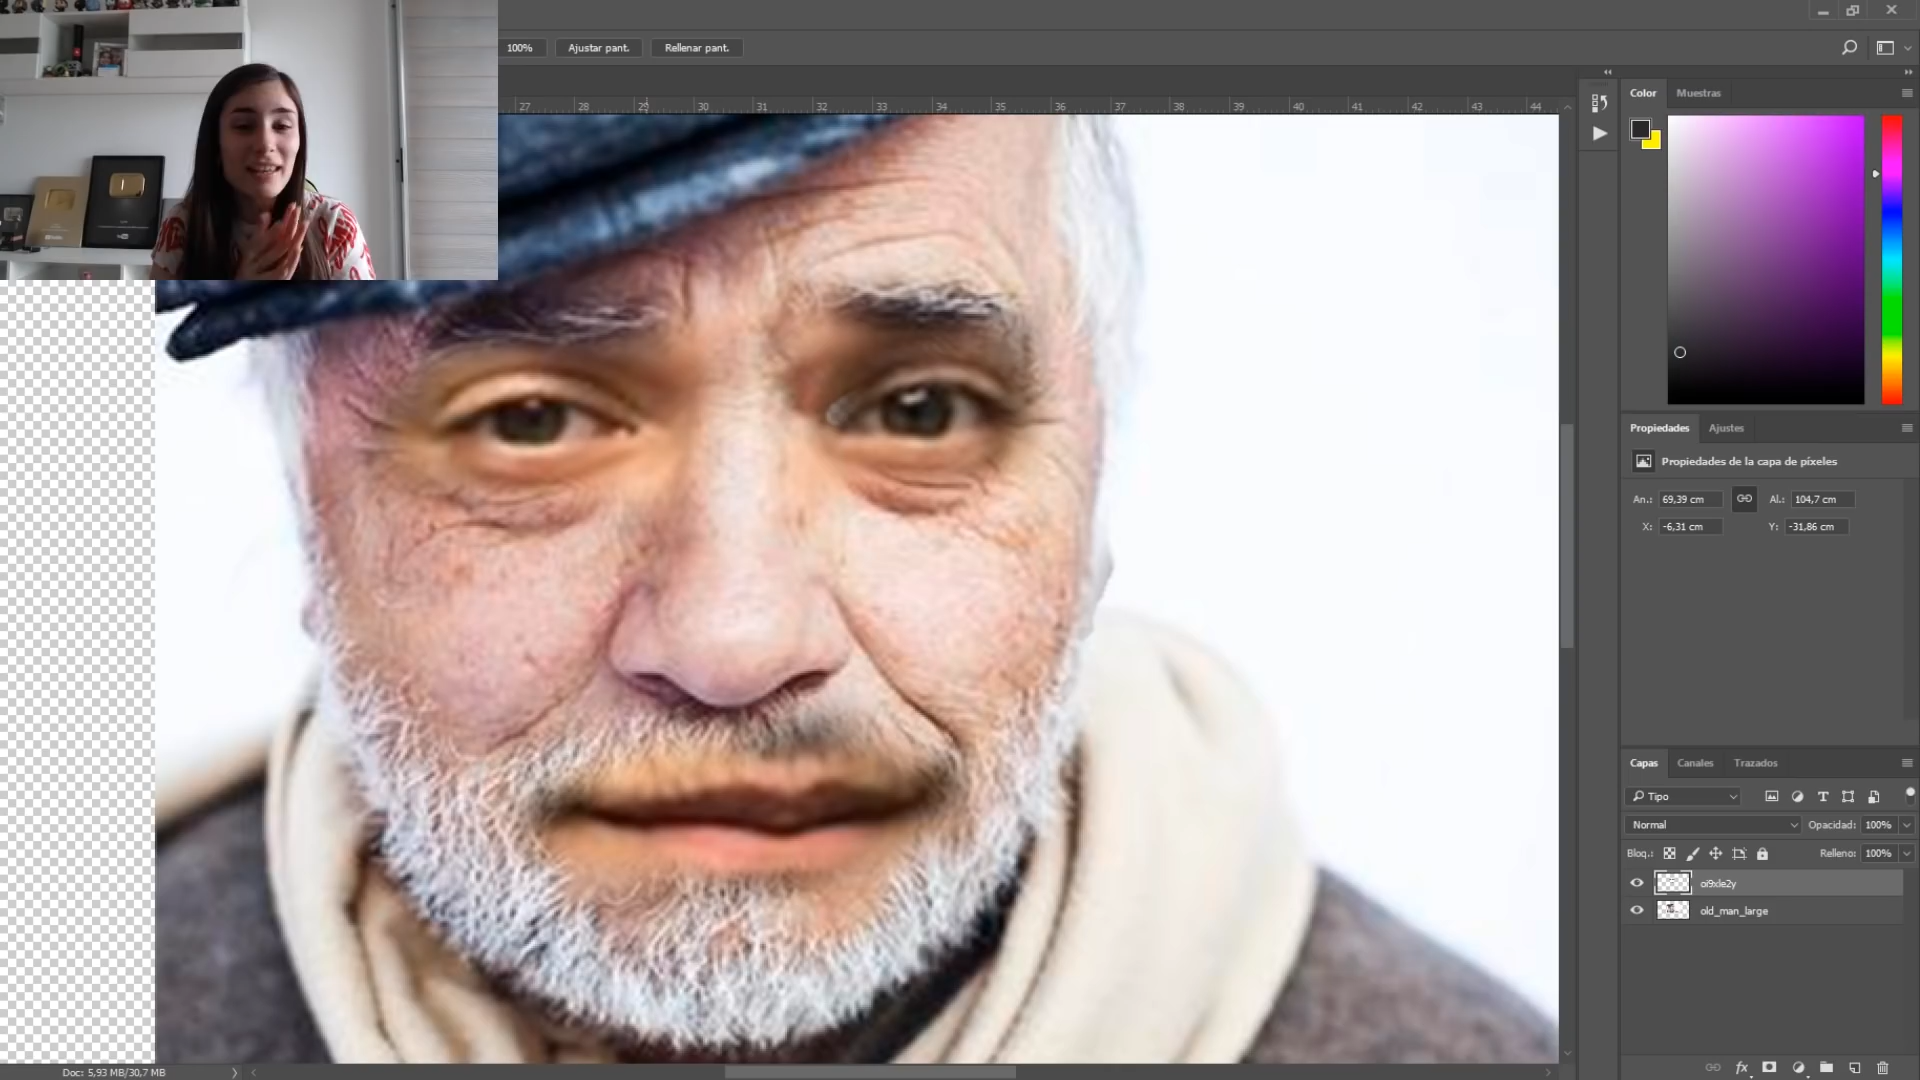 100% Ajustar pant. Rellenar pant.
27 28 29 30 31 32 33 34 35 36 37 38 39 40 41 42 43 44
Color Muestras
Propiedades Ajustes
Propiedades de la capa de píxeles
An.: 69,39 cm Al.: 104,7 cm
X: -6,31 cm Y: -31,86 cm
Capas Canales Trazados
Tipo
Normal Opacidad: 100%
Bloq.: Relleno: 100%
oi9xle2y
old_man_large
fx
Doc: 5,93 MB/30,7 MB